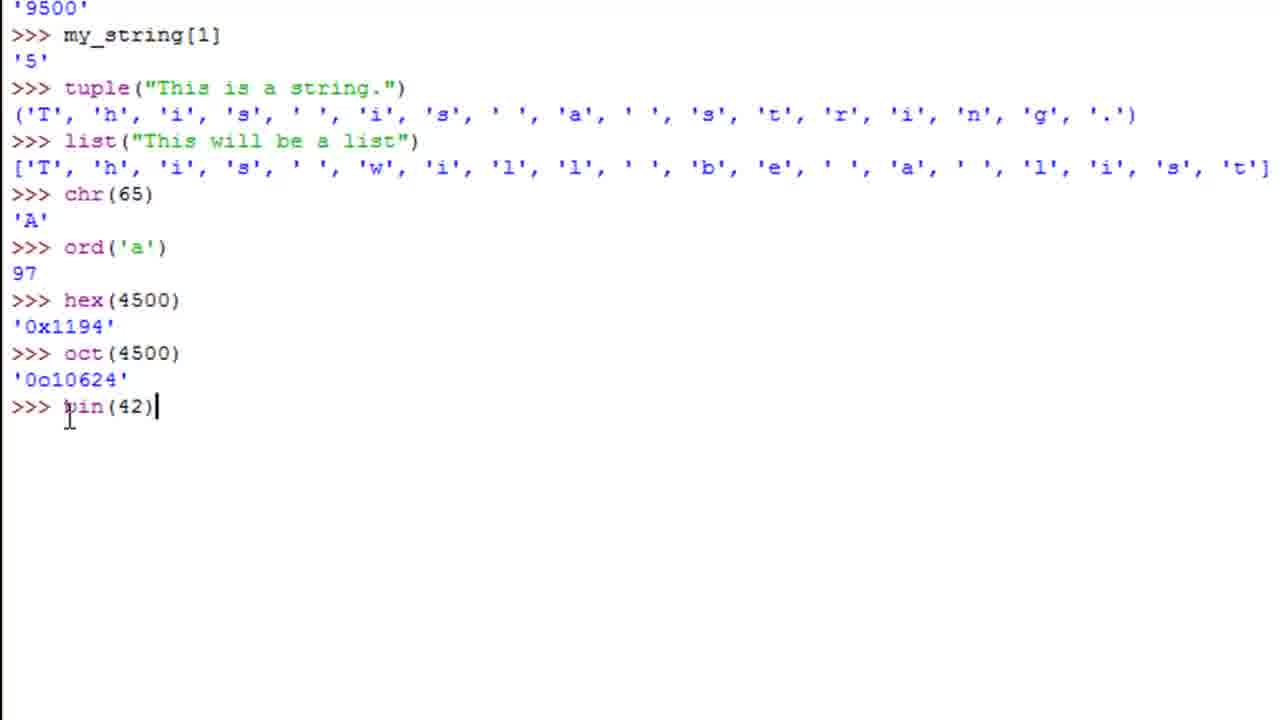 '9500'
>>> my_string[1]
'5'
>>> tuple("This is a string.")
('T', 'h', 'i', 's', ' ', 'i', 's', ' ', 'a', ' ', 's', 't', 'r', 'i', 'n', 'g', '.')
>>> list("This will be a list")
['T', 'h', 'i', 's', ' ', 'w', 'i', 'l', 'l', ' ', 'b', 'e', ' ', 'a', ' ', 'l', 'i', 's', 't']
>>> chr(65)
'A'
>>> ord('a')
97
>>> hex(4500)
'0x1194'
>>> oct(4500)
'0o10624'
>>> bin(42)